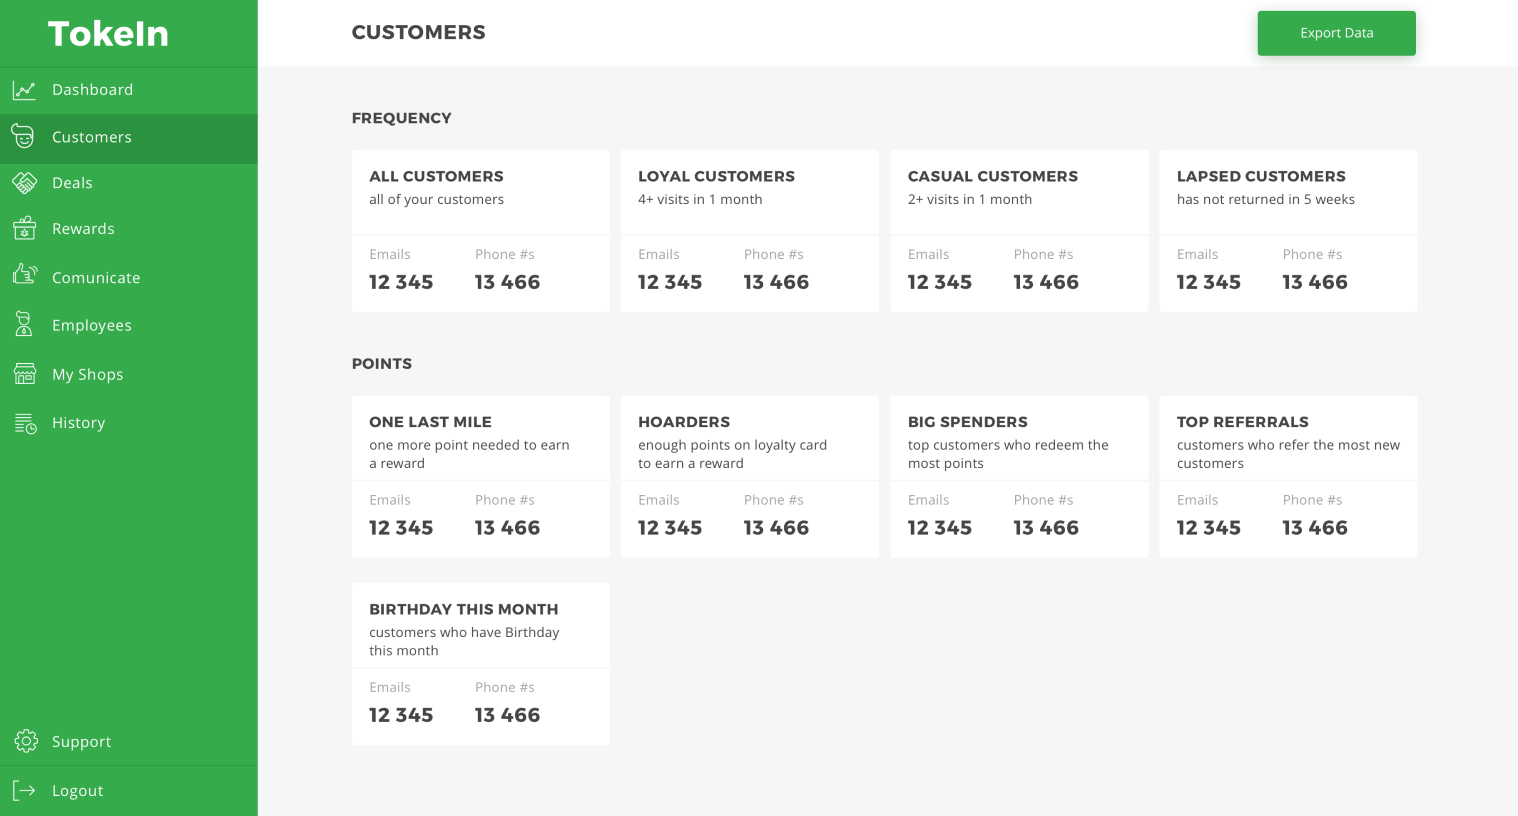 TokeIn
Dashboard
Customers
Deals
Rewards
Comunicate
Employees
My Shops
History
Support
Logout
CUSTOMERS
Export Data
FREQUENCY
ALL CUSTOMERS
all of your customers
Emails Phone #s
12 345 13 466
LOYAL CUSTOMERS
4+ visits in 1 month
Emails Phone #s
12 345 13 466
CASUAL CUSTOMERS
2+ visits in 1 month
Emails Phone #s
12 345 13 466
LAPSED CUSTOMERS
has not returned in 5 weeks
Emails Phone #s
12 345 13 466
POINTS
ONE LAST MILE
one more point needed to earn
a reward
Emails Phone #s
12 345 13 466
HOARDERS
enough points on loyalty card
to earn a reward
Emails Phone #s
12 345 13 466
BIG SPENDERS
top customers who redeem the
most points
Emails Phone #s
12 345 13 466
TOP REFERRALS
customers who refer the most new
customers
Emails Phone #s
12 345 13 466
BIRTHDAY THIS MONTH
customers who have Birthday
this month
Emails Phone #s
12 345 13 466